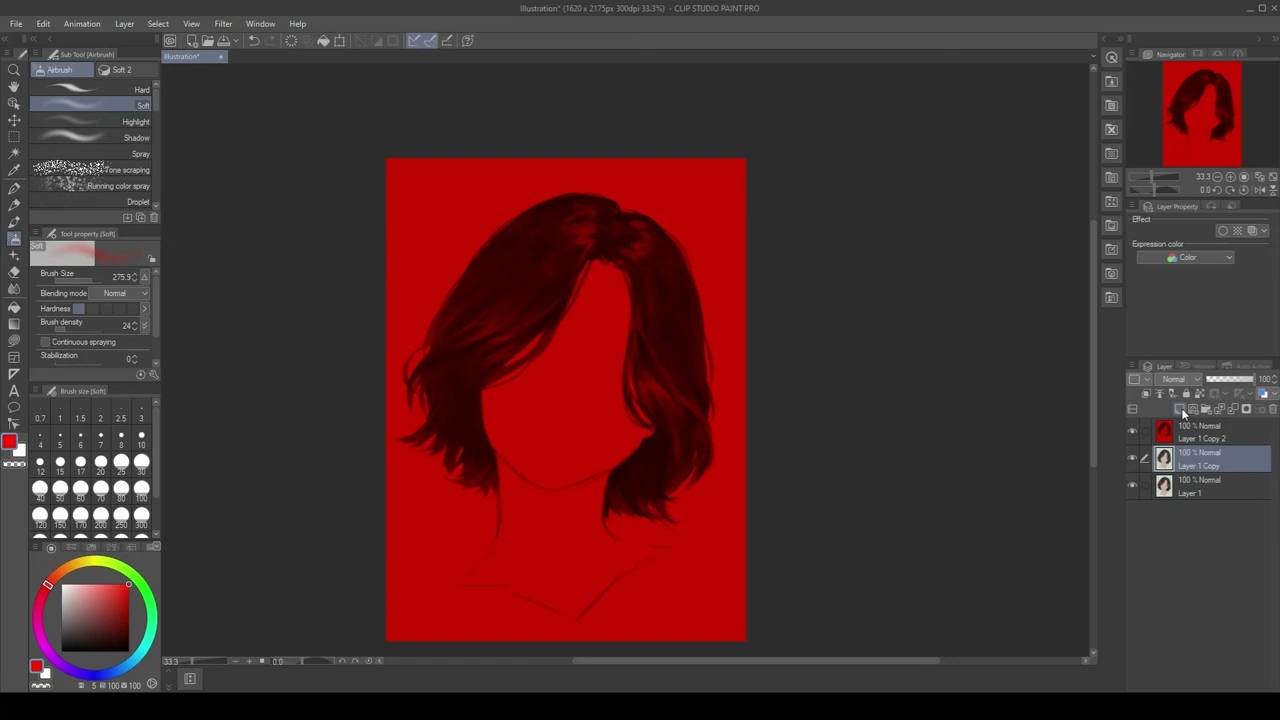 Illustration* (1620 x 2175px 300dpi 33.3%) - CLIP STUDIO PAINT PRO
File Edit Animation Layer Select View Filter Window Help
Sub Tool [Airbrush]
Illustration*
Navigator
Airbrush Soft 2
Hard
Soft
Highlight
Shadow
Spray
Tone scraping
Running color spray
Droplet
33.3
0.0
Layer Property
Effect
Expression color
Color
Tool property [Soft]
Soft
Brush Size 275.9
Blending mode Normal
Hardness
Brush density 24
Continuous spraying
Stabilization 0
Layer
Normal 100
Brush size [Soft]
0.7 1 1.5 2 2.5 3
4 5 6 7 8 10
12 15 17 20 25 30
40 50 60 70 80 100
120 150 170 200 250 300
100 % Normal
Layer 1 Copy 2
100 % Normal
Layer 1 Copy
100 % Normal
Layer 1
33.3 0.0
5 100 100